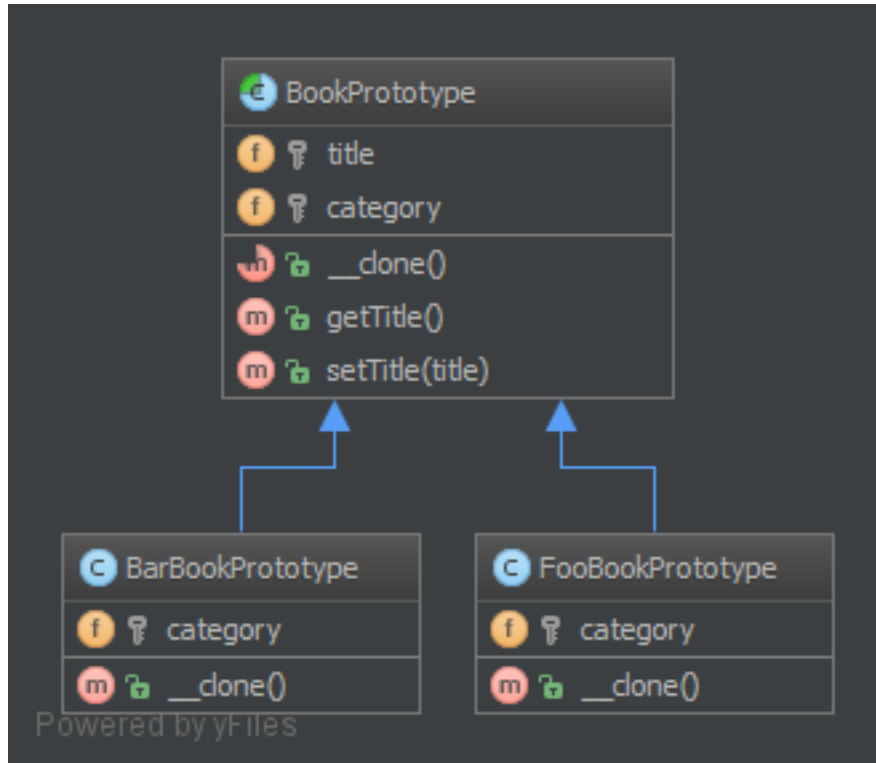 BookPrototype
title
category
__clone()
getTitle()
setTitle(title)
BarBookPrototype
category
__clone()
FooBookPrototype
category
__clone()
Powered by yFiles